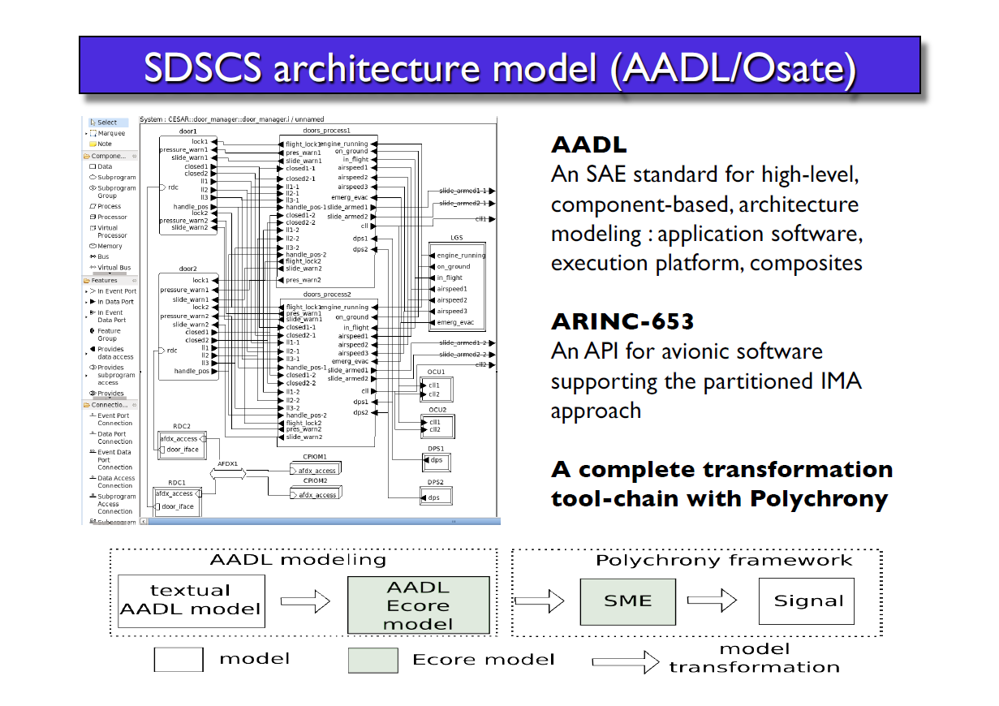 SDSCS architecture model (AADL/Osate)
Select
Marquee
Note
Compone...
Data
Subprogram
Subprogram
Group
Process
Processor
Virtual
Processor
Memory
Bus
Virtual Bus
Features
In Event Port
In Data Port
In Event
Data Port
Feature
Group
Provides
data access
Provides
subprogram
access
Provides
Connectio...
Event Port
Connection
Data Port
Connection
Event Data
Port
Connection
Data Access
Connection
Subprogram
Access
Connection
Subprogram
System : CESAR::door_manager::door_manager.i / unnamed
door1
lock1
pressure_warn1
slide_warn1
closed1
closed2
ll1
ll2
ll3
rdc
handle_pos
lock2
pressure_warn2
slide_warn2
door2
lock1
pressure_warn1
slide_warn1
lock2
pressure_warn2
slide_warn2
closed1
closed2
ll1
ll2
ll3
rdc
handle_pos
RDC2
afdx_access
door_iface
RDC1
afdx_access
door_iface
AFDX1
CPIOM1
afdx_access
CPIOM2
afdx_access
doors_process1
flight_lock1
pres_warn1
slide_warn1
closed1-1
closed2-1
ll1-1
ll2-1
ll3-1
handle_pos-1
closed1-2
closed2-2
ll1-2
ll2-2
ll3-2
handle_pos-2
flight_lock2
slide_warn2
pres_warn2
engine_running
on_ground
in_flight
airspeed1
airspeed2
airspeed3
emerg_evac
slide_armed1
slide_armed2
cll
dps1
dps2
doors_process2
flight_lock1
pres_warn1
slide_warn1
closed1-1
closed2-1
ll1-1
ll2-1
ll3-1
handle_pos-1
closed1-2
closed2-2
ll1-2
ll2-2
ll3-2
handle_pos-2
flight_lock2
pres_warn2
slide_warn2
engine_running
on_ground
in_flight
airspeed1
airspeed2
airspeed3
emerg_evac
slide_armed1
slide_armed2
cll
dps1
dps2
slide_armed1-1
slide_armed2-1
cll1
LGS
engine_running
on_ground
in_flight
airspeed1
airspeed2
airspeed3
emerg_evac
slide_armed1-2
slide_armed2-2
cll2
OCU1
cll1
cll2
OCU2
cll1
cll2
DPS1
dps
DPS2
dps
AADL
An SAE standard for high-level,
component-based, architecture
modeling : application software,
execution platform, composites
ARINC-653
An API for avionic software
supporting the partitioned IMA
approach
A complete transformation
tool-chain with Polychrony
AADL modeling
textual
AADL model
AADL
Ecore
model
Polychrony framework
SME
Signal
model
Ecore model
model
transformation